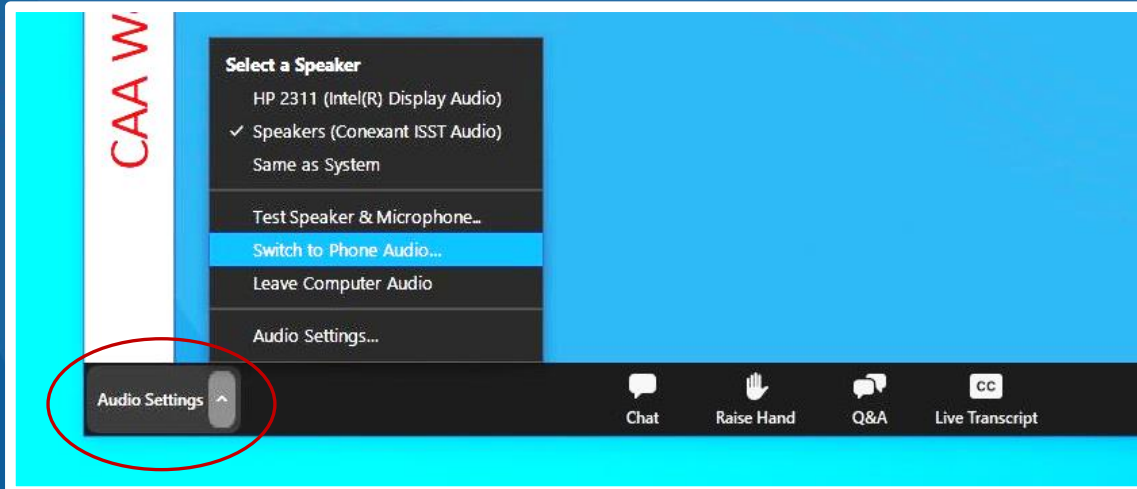 CAA W
Select a Speaker
HP 2311 (Intel(R) Display Audio)
Speakers (Conexant ISST Audio)
Same as System
Test Speaker & Microphone...
Switch to Phone Audio...
Leave Computer Audio
Audio Settings...
Audio Settings
Chat
Raise Hand
Q&A
CC
Live Transcript